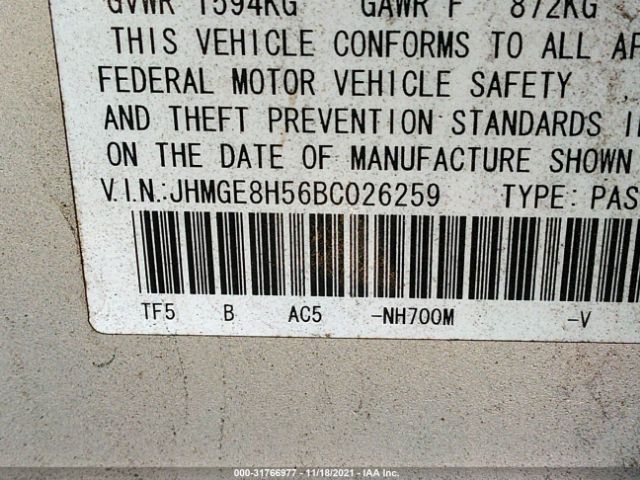 GVWR 1594KG GAWR F 872KG
THIS VEHICLE CONFORMS TO ALL
FEDERAL MOTOR VEHICLE SAFETY
AND THEFT PREVENTION STANDARDS
ON THE DATE OF MANUFACTURE SHOWN
V.I.N.:JHMGE8H56BC026259 TYPE:PAS
TF5 B AC5 -NH700M -V
000-31766977 - 11/18/2021 - IAA Inc.